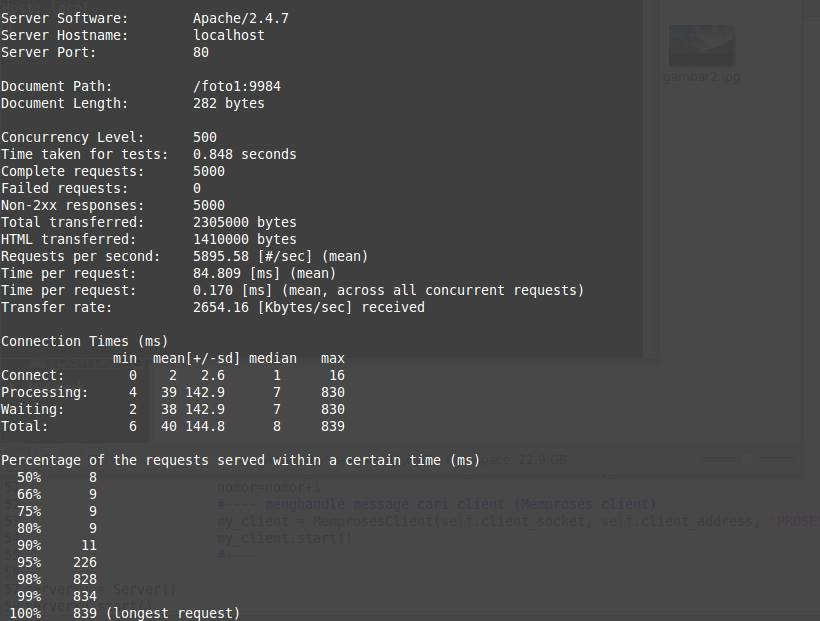 Server Software:        Apache/2.4.7
Server Hostname:        localhost
Server Port:            80

Document Path:          /foto1:9984
Document Length:        282 bytes

Concurrency Level:      500
Time taken for tests:   0.848 seconds
Complete requests:      5000
Failed requests:        0
Non-2xx responses:      5000
Total transferred:      2305000 bytes
HTML transferred:       1410000 bytes
Requests per second:    5895.58 [#/sec] (mean)
Time per request:       84.809 [ms] (mean)
Time per request:       0.170 [ms] (mean, across all concurrent requests)
Transfer rate:          2654.16 [Kbytes/sec] received

Connection Times (ms)
              min  mean[+/-sd] median   max
Connect:        0    2   2.6      1      16
Processing:     4   39 142.9      7     830
Waiting:        2   38 142.9      7     830
Total:          6   40 144.8      8     839

Percentage of the requests served within a certain time (ms)
  50%      8
  66%      9
  75%      9
  80%      9
  90%     11
  95%    226
  98%    828
  99%    834
 100%    839 (longest request)
gambar2.jpg
22.9 GB
nomor=nomor+1
#---- menghandle message cari client (Memproses client)
my_client = MemprosesClient(self.client_socket, self.client_address, 'PROSE
my_client.start()
#----
= Server()